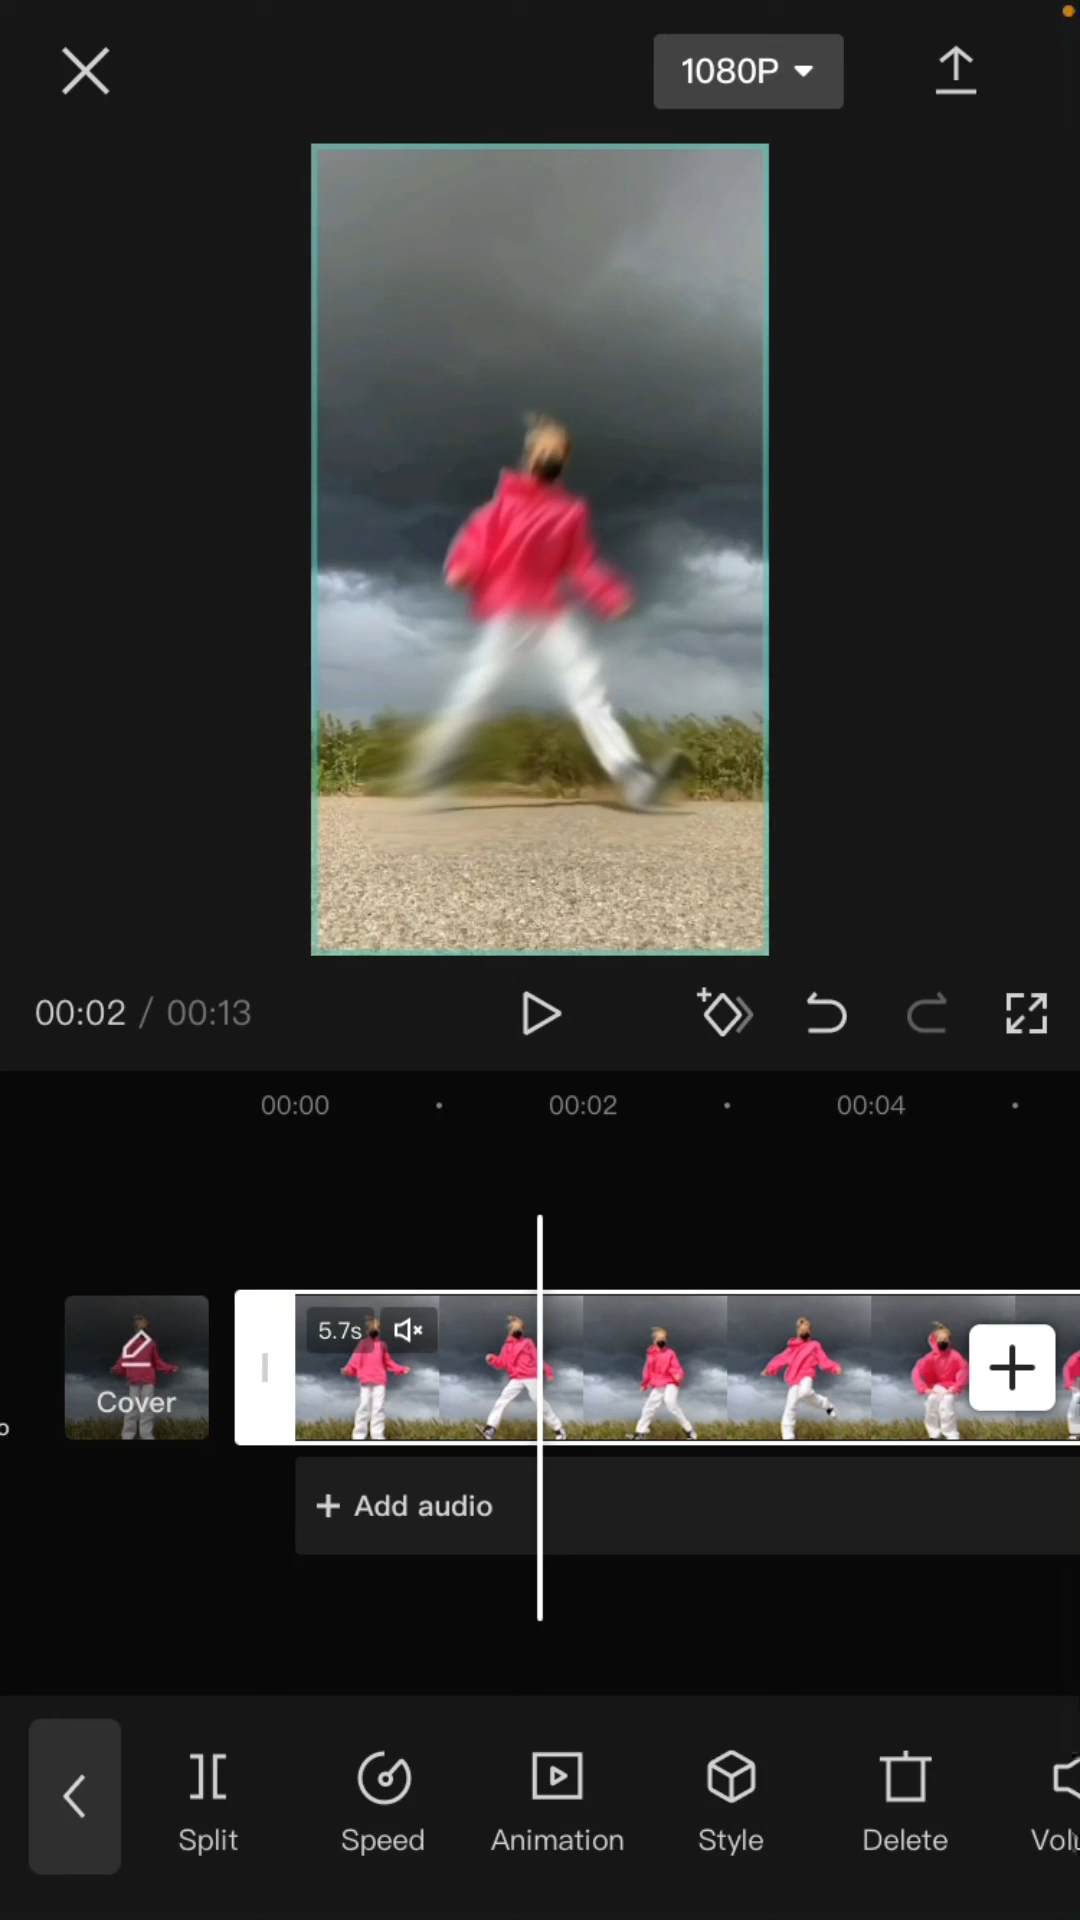 1080P
00:02 / 00:13
00:00 00:02 00:04
5.7s
Cover
+ Add audio
Split Speed Animation Style Delete